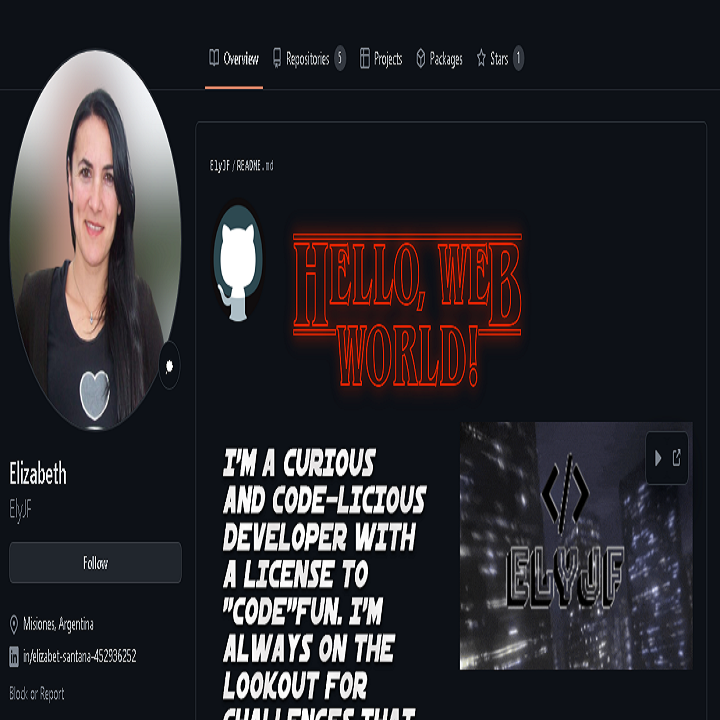 Overview Repositories 5 Projects Packages Stars 1
ElyJF/README.md
HELLO, WEB
WORLD!
Elizabeth
ElyJF
Follow
Misiones, Argentina
in/elizabet-santana-452936252
Block or Report
I'M A CURIOUS
AND CODE-LICIOUS
DEVELOPER WITH
A LICENSE TO
"CODE"FUN. I'M
ALWAYS ON THE
LOOKOUT FOR
CHALLENGES THAT
</>
ELYJF